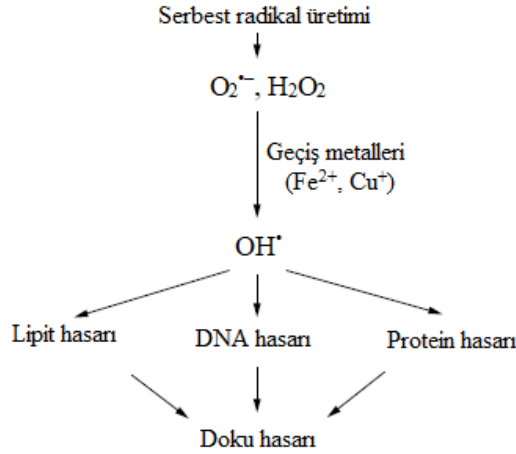 Serbest radikal üretimi
O₂•⁻, H₂O₂
Geçiş metalleri
(Fe²⁺, Cu⁺)
OH•
Lipit hasarı DNA hasarı Protein hasarı
Doku hasarı